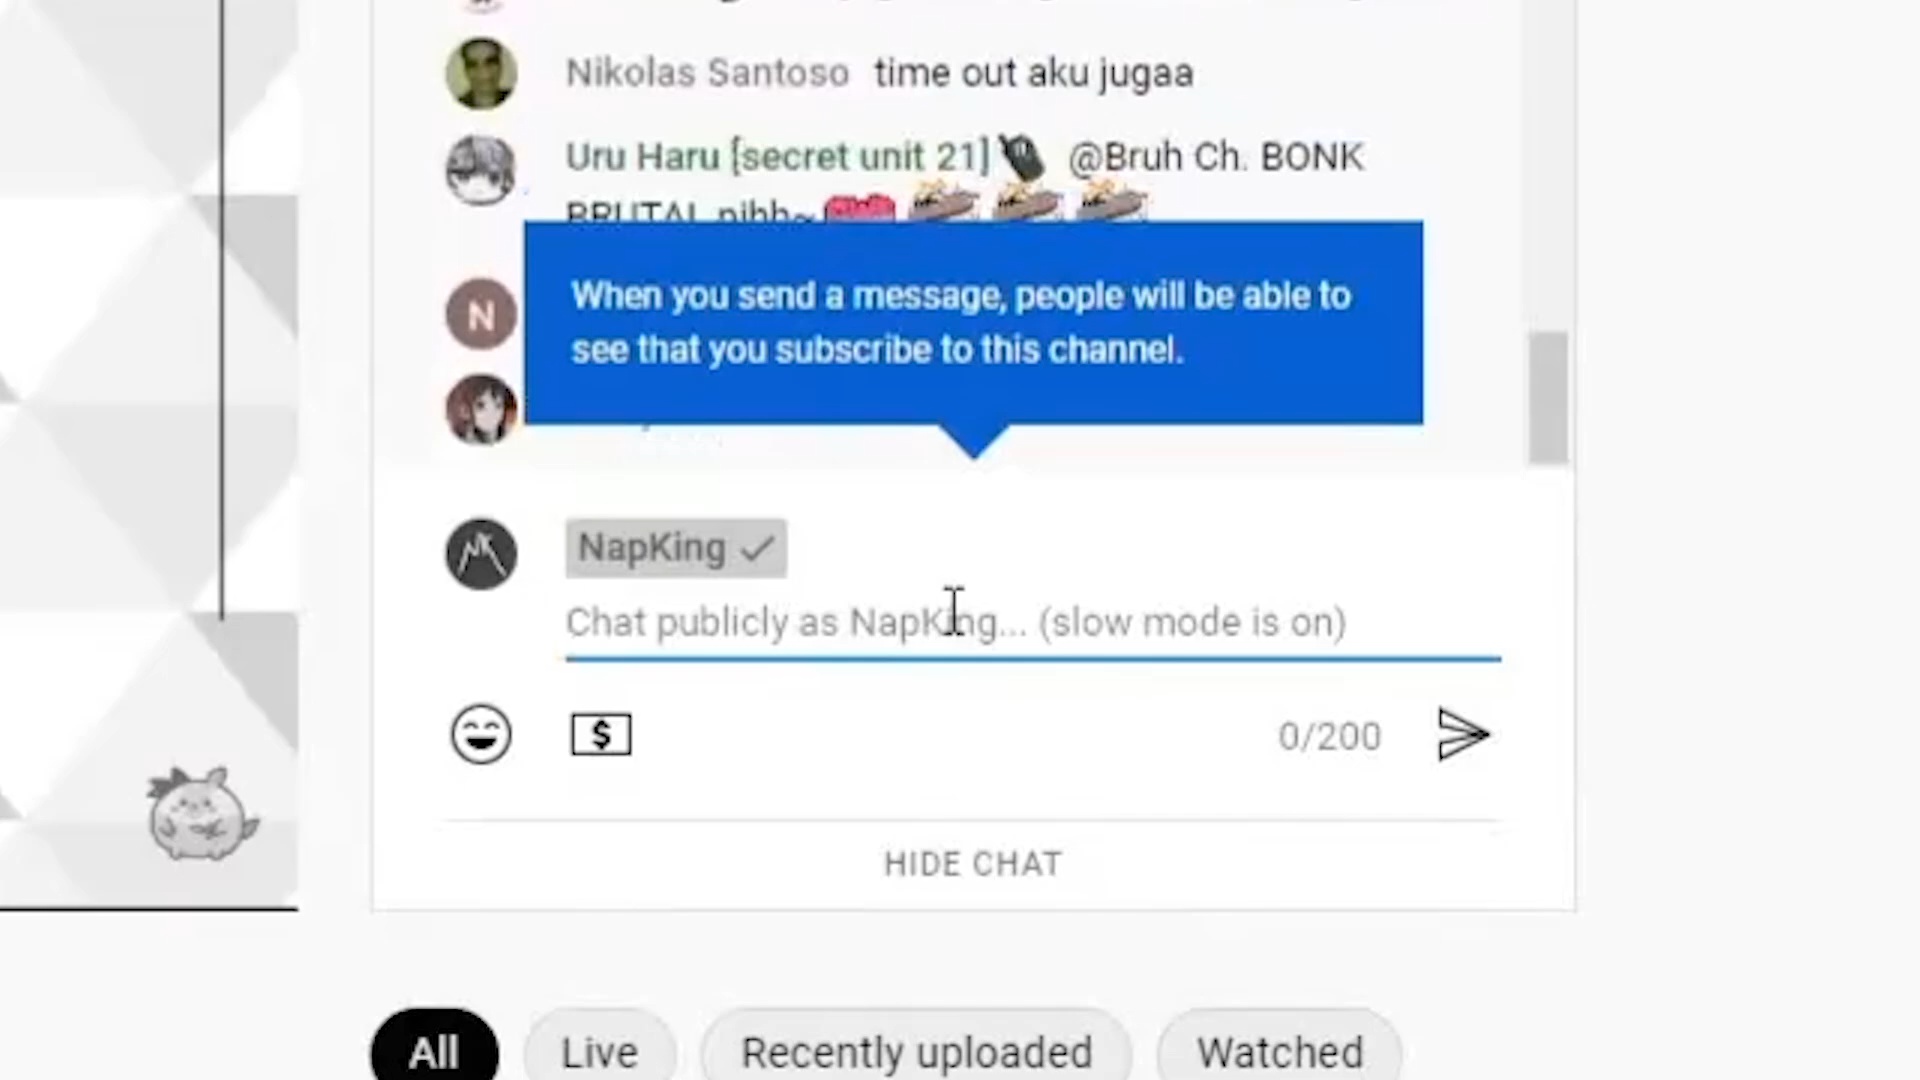 Nikolas Santoso time out aku jugaa
Uru Haru [secret unit 21] @Bruh Ch. BONK
BRUTAL nihh~
When you send a message, people will be able to
see that you subscribe to this channel.
N
NapKing
Chat publicly as NapKing... (slow mode is on)
$
0/200
HIDE CHAT
All Live Recently uploaded Watched